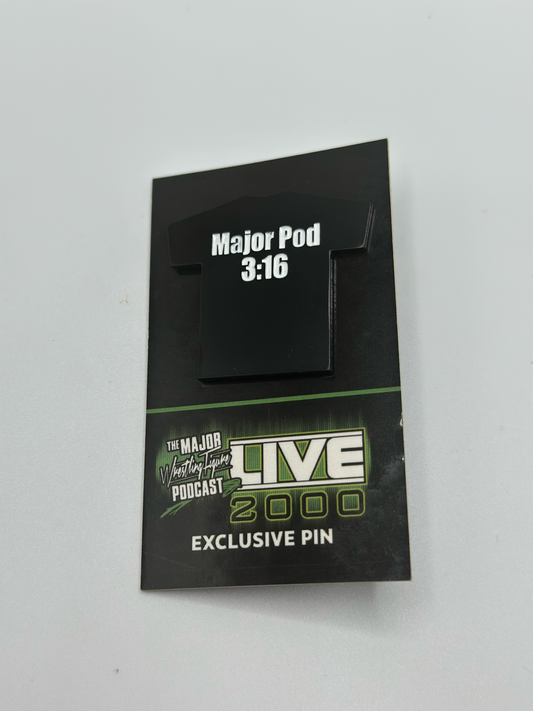 Major Pod
3:16
THE MAJOR
Wrestling Figure
PODCAST
LIVE
2000
EXCLUSIVE PIN